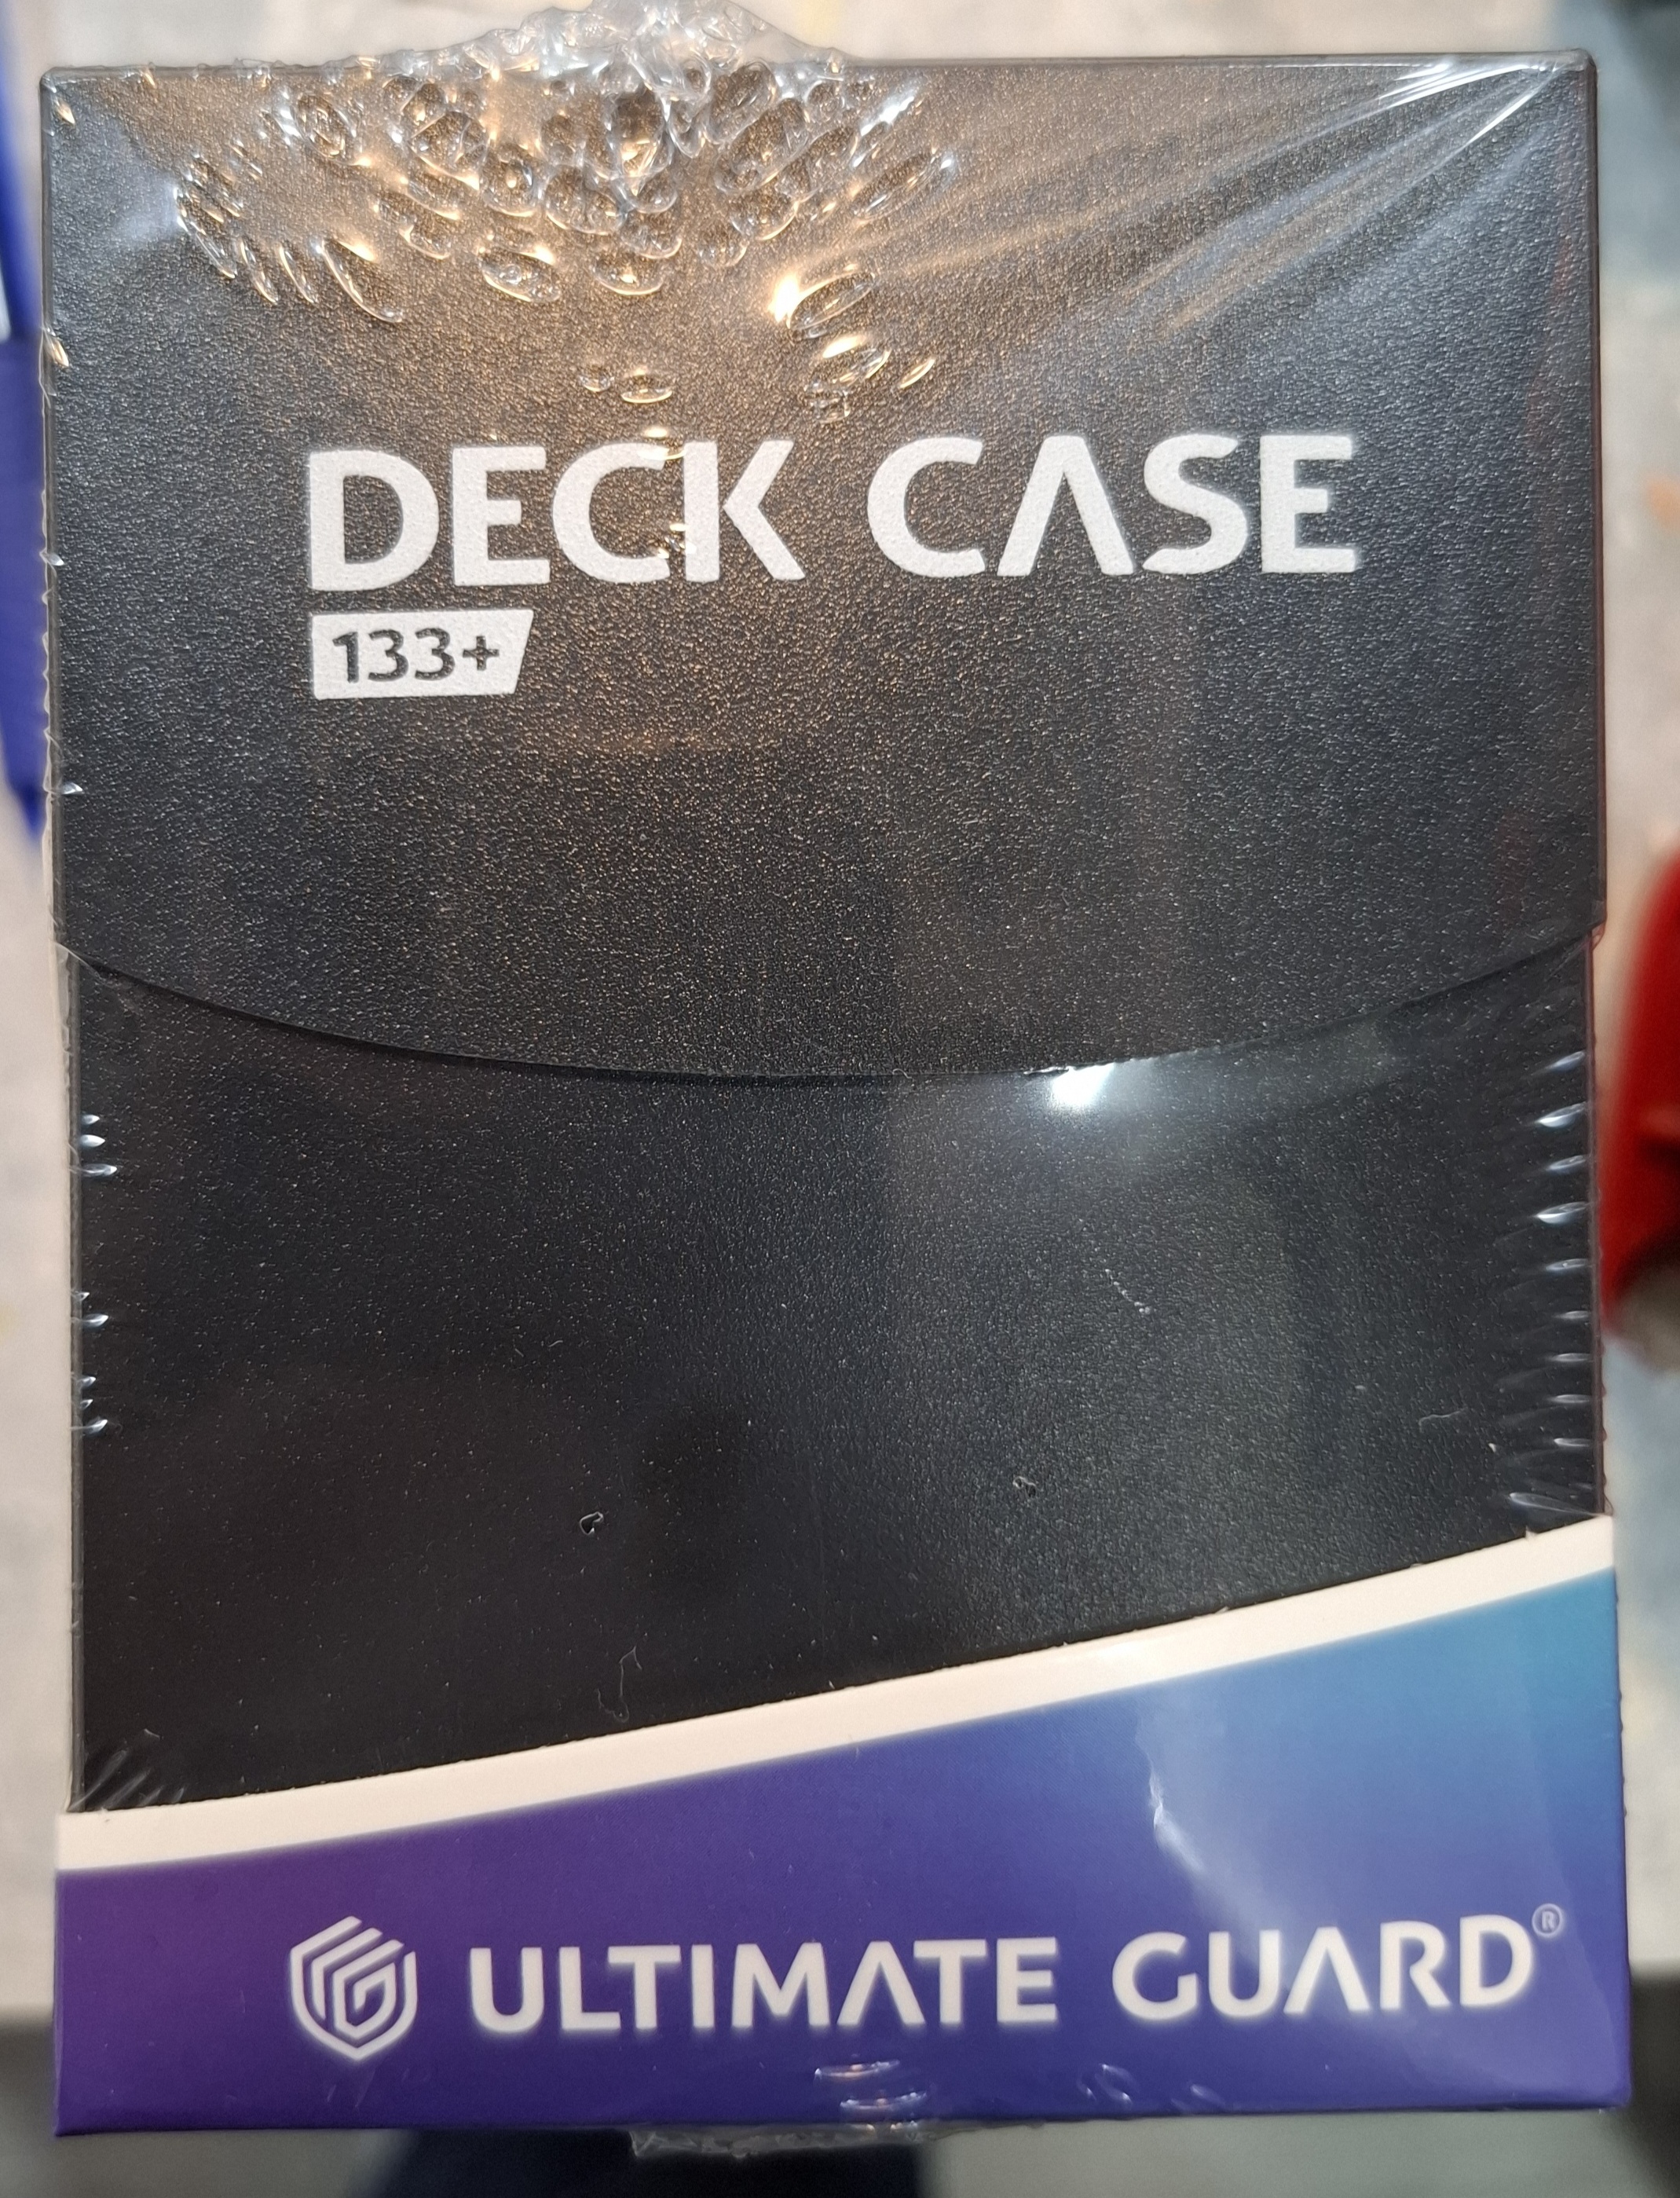 DECK CASE
133+
ULTIMATE GUARD®